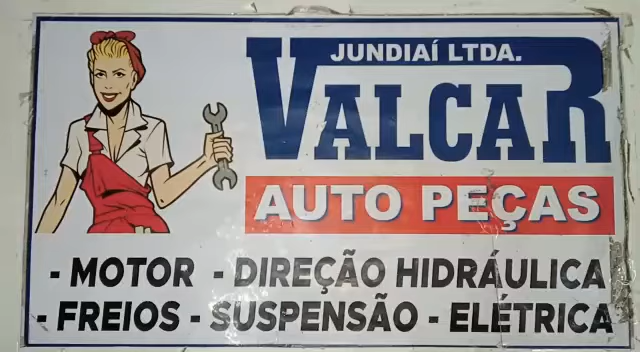 JUNDIAÍ LTDA.
VALCAR
AUTO PEÇAS
- MOTOR - DIREÇÃO HIDRÁULICA
- FREIOS - SUSPENSÃO - ELÉTRICA